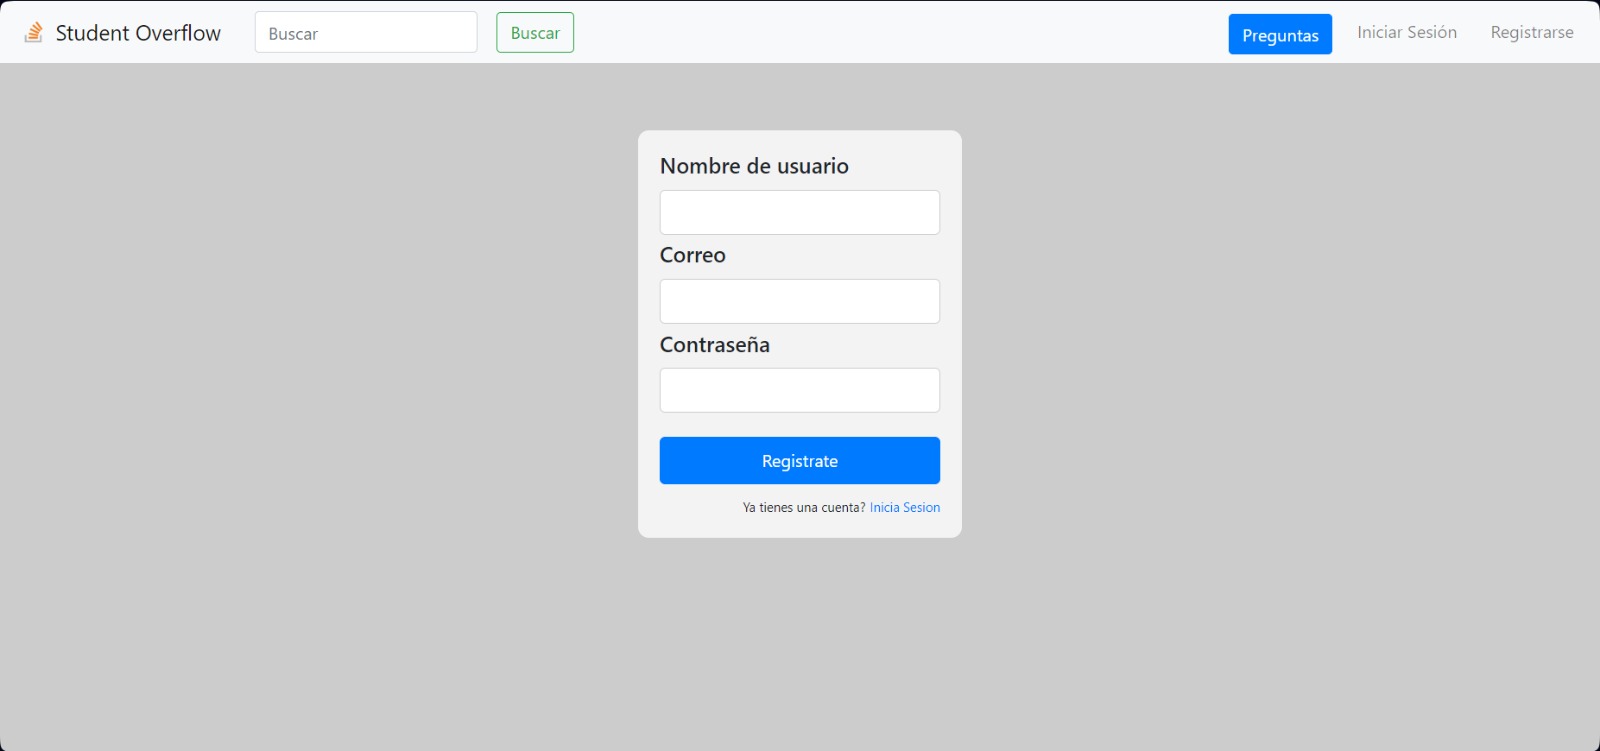 Student Overflow
Buscar
Buscar
Preguntas
Iniciar Sesión
Registrarse
Nombre de usuario
Correo
Contraseña
Registrate
Ya tienes una cuenta? Inicia Sesion